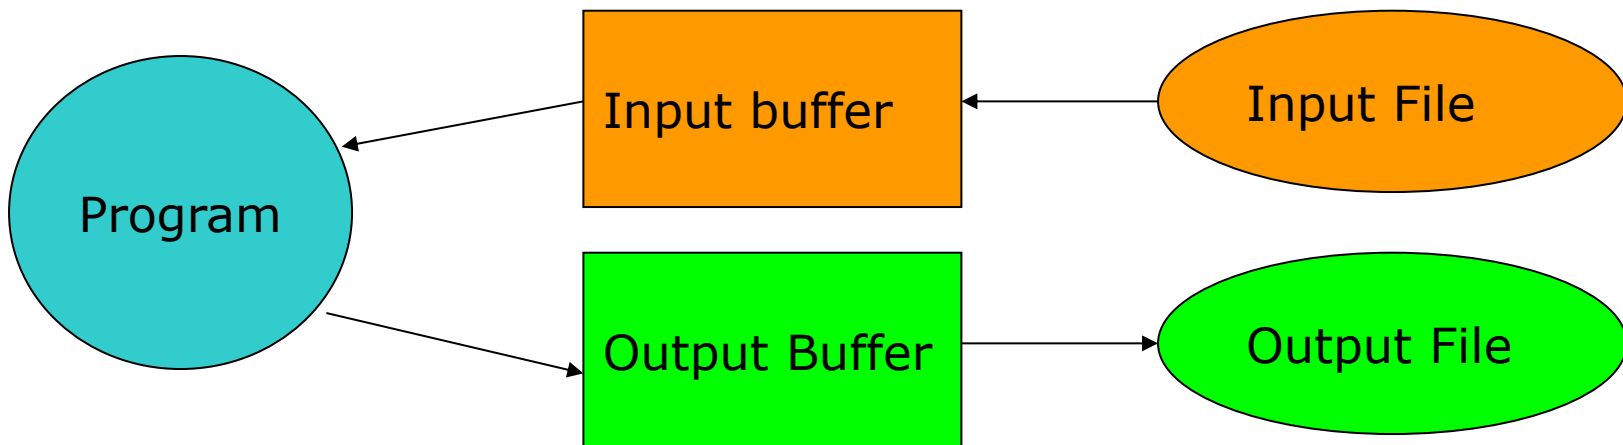 Input buffer
Input File
Program
Output Buffer
Output File